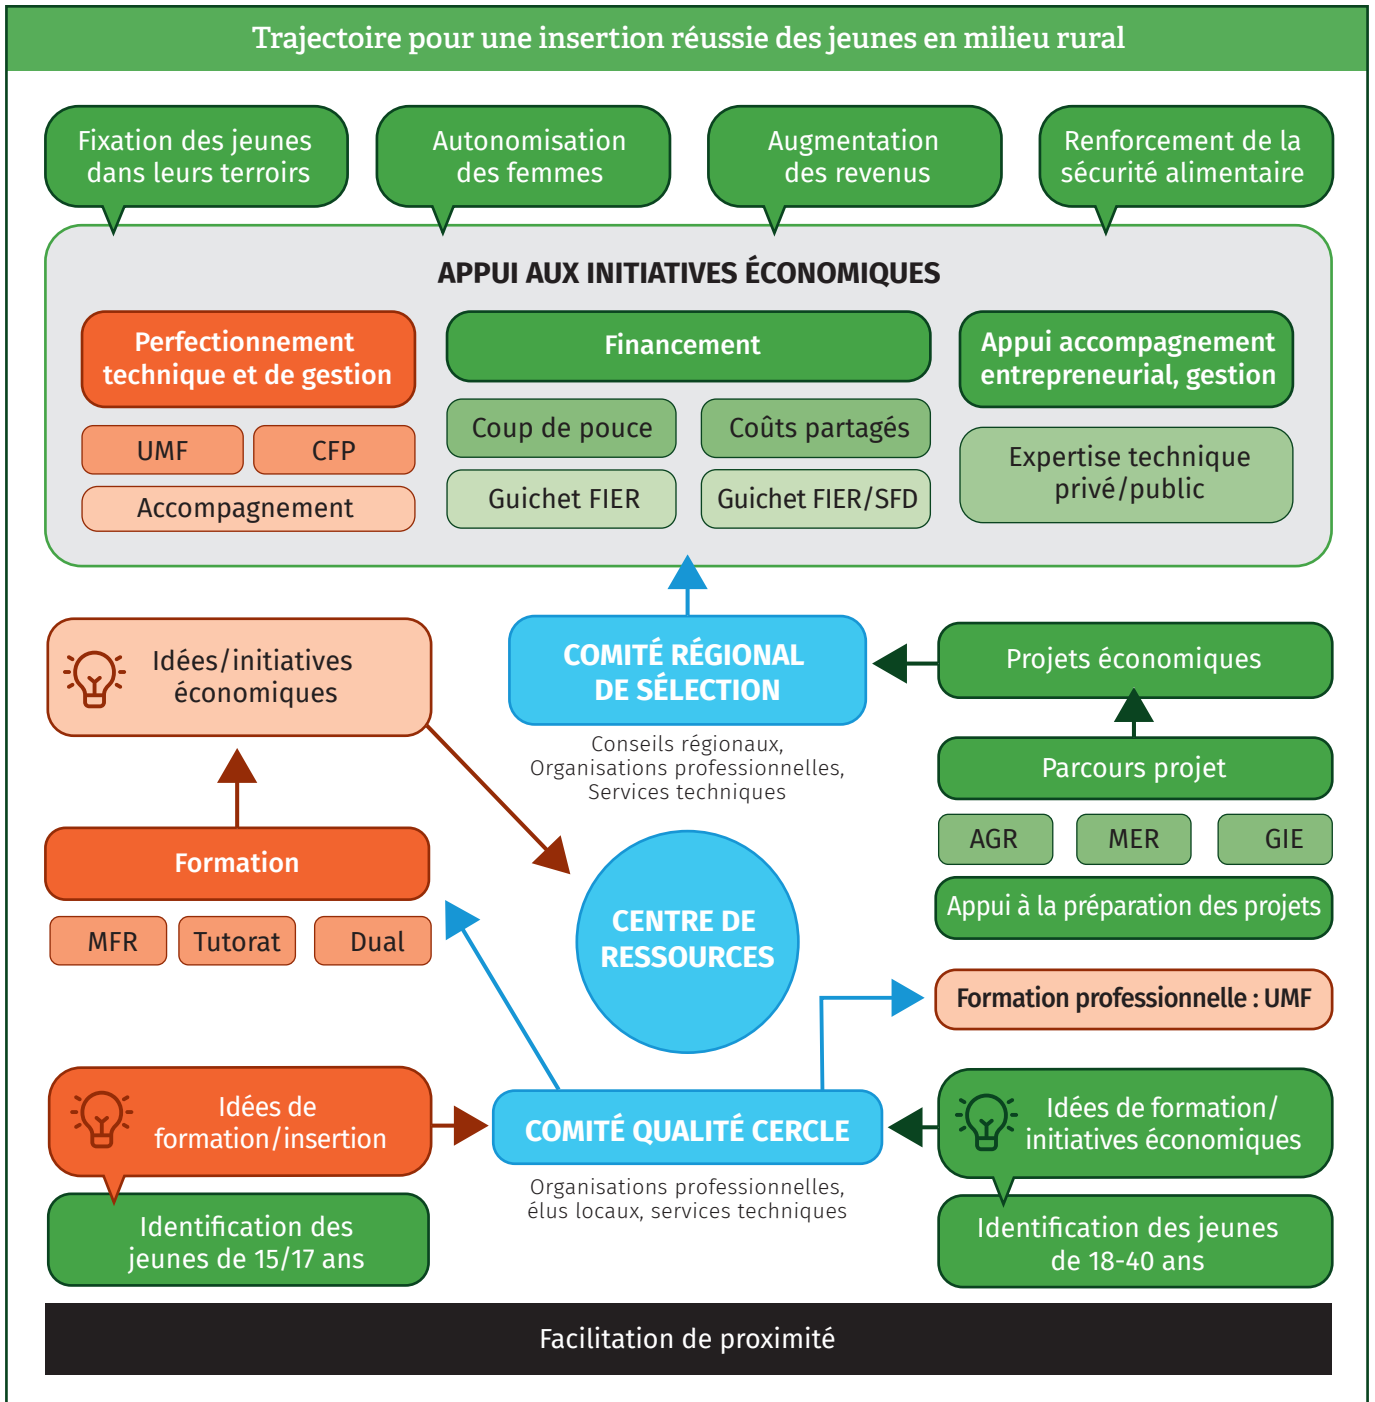 Trajectoire pour une insertion réussie des jeunes en milieu rural
Fixation des jeunes
dans leurs terroirs
Autonomisation
des femmes
Augmentation
des revenus
Renforcement de la
sécurité alimentaire
APPUI AUX INITIATIVES ÉCONOMIQUES
Perfectionnement
technique et de gestion
UMF
CFP
Accompagnement
Financement
Coup de pouce
Coûts partagés
Guichet FIER
Guichet FIER/SFD
Appui accompagnement
entrepreneurial, gestion
Expertise technique
privé/public
Idées/initiatives
économiques
COMITÉ RÉGIONAL
DE SÉLECTION
Conseils régionaux,
Organisations professionnelles,
Services techniques
Projets économiques
Parcours projet
AGR
MER
GIE
Appui à la préparation des projets
Formation
MFR
Tutorat
Dual
CENTRE DE
RESSOURCES
Formation professionnelle : UMF
Idées de
formation/insertion
COMITÉ QUALITÉ CERCLE
Organisations professionnelles,
élus locaux, services techniques
Idées de formation/
initiatives économiques
Identification des
jeunes de 15/17 ans
Identification des jeunes
de 18-40 ans
Facilitation de proximité